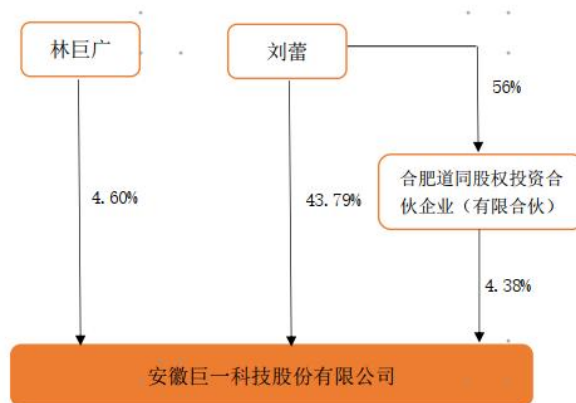 林巨广
刘蕾
56%
合肥道同股权投资合
伙企业（有限合伙）
4.60%
43.79%
4.38%
安徽巨一科技股份有限公司